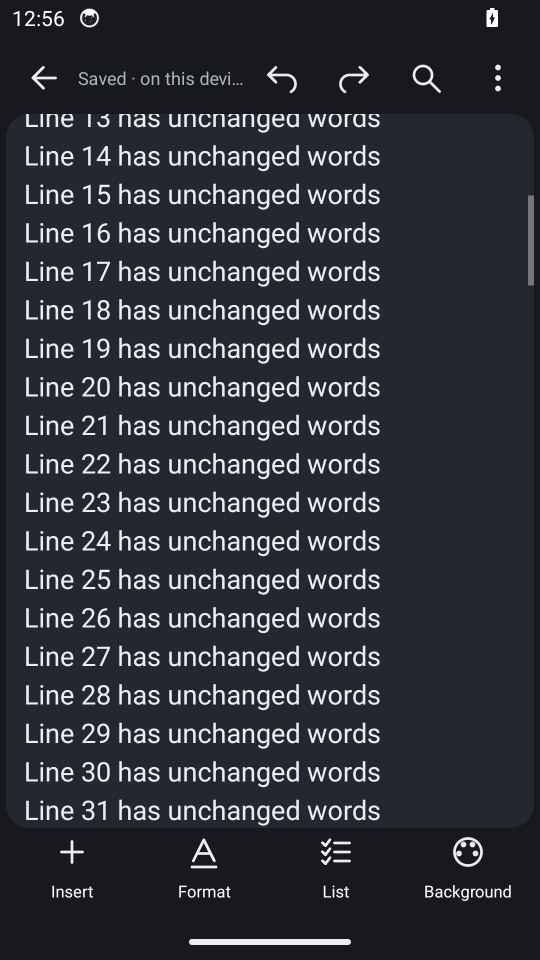 12:56
Saved · on this devi...
Line 13 has unchanged words
Line 14 has unchanged words
Line 15 has unchanged words
Line 16 has unchanged words
Line 17 has unchanged words
Line 18 has unchanged words
Line 19 has unchanged words
Line 20 has unchanged words
Line 21 has unchanged words
Line 22 has unchanged words
Line 23 has unchanged words
Line 24 has unchanged words
Line 25 has unchanged words
Line 26 has unchanged words
Line 27 has unchanged words
Line 28 has unchanged words
Line 29 has unchanged words
Line 30 has unchanged words
Line 31 has unchanged words
Insert Format List Background